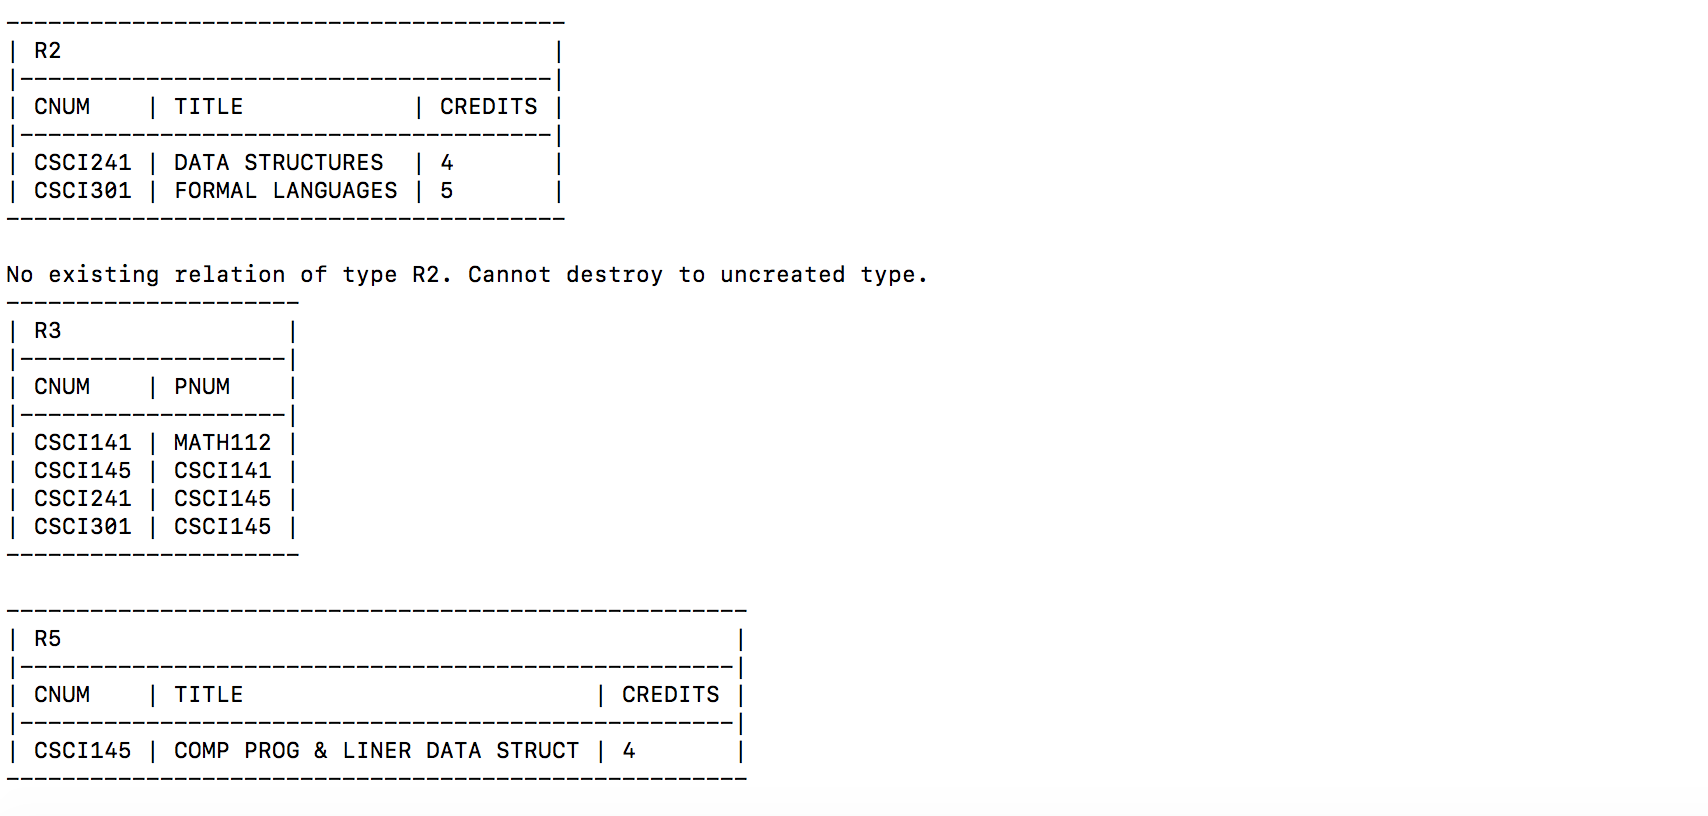 ----------------------------------------
| R2                                   |
|--------------------------------------|
| CNUM    | TITLE            | CREDITS |
|--------------------------------------|
| CSCI241 | DATA STRUCTURES  | 4       |
| CSCI301 | FORMAL LANGUAGES | 5       |
----------------------------------------
No existing relation of type R2. Cannot destroy to uncreated type.
---------------------
| R3                |
|-------------------|
| CNUM    | PNUM    |
|-------------------|
| CSCI141 | MATH112 |
| CSCI145 | CSCI141 |
| CSCI241 | CSCI145 |
| CSCI301 | CSCI145 |
---------------------
-----------------------------------------------------
| R5                                                |
|---------------------------------------------------|
| CNUM    | TITLE                         | CREDITS |
|---------------------------------------------------|
| CSCI145 | COMP PROG & LINER DATA STRUCT | 4       |
-----------------------------------------------------